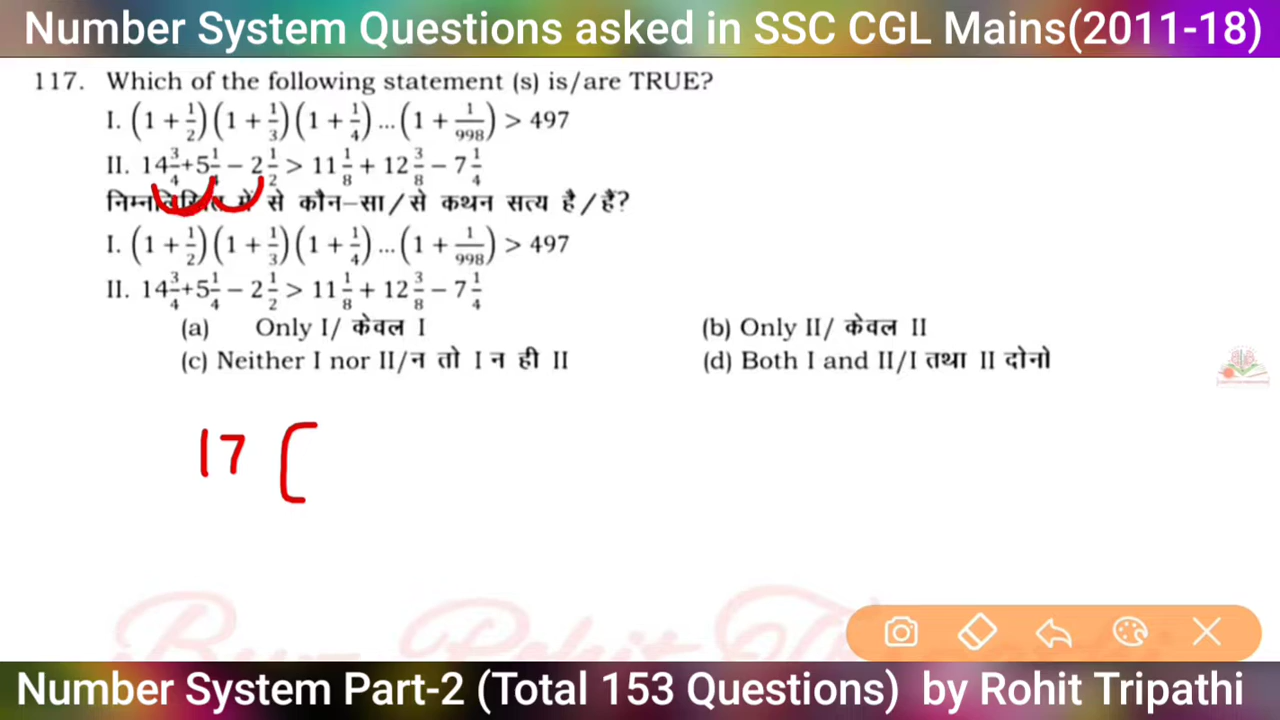 Number System Questions asked in SSC CGL Mains(2011-18)
117. Which of the following statement (s) is/are TRUE?
I. (1 + 1/2)(1 + 1/3)(1 + 1/4)...(1 + 1/998) > 497
II. 14 3/4 + 5 1/4 − 2 1/2 > 11 1/8 + 12 3/8 − 7 1/4
निम्नलिखित में से कौन-सा/से कथन सत्य है/हैं?
I. (1 + 1/2)(1 + 1/3)(1 + 1/4)...(1 + 1/998) > 497
II. 14 3/4 + 5 1/4 − 2 1/2 > 11 1/8 + 12 3/8 − 7 1/4
(a) Only I/ केवल I (b) Only II/ केवल II
(c) Neither I nor II/न तो I न ही II (d) Both I and II/I तथा II दोनो
17 [
Number System Part-2 (Total 153 Questions) by Rohit Tripathi